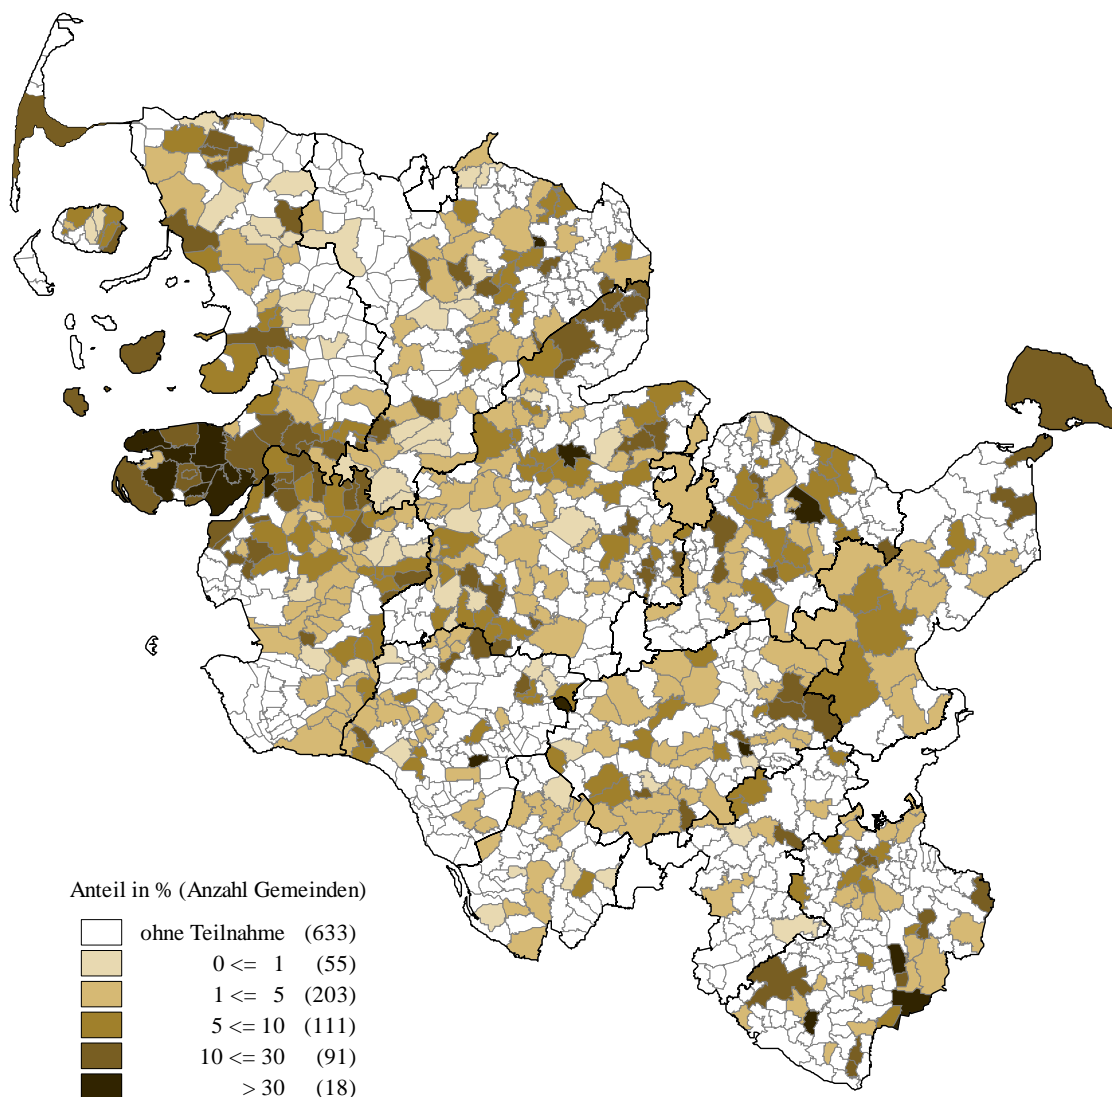 Anteil in % (Anzahl Gemeinden)
ohne Teilnahme (633)
0 <= 1 (55)
1 <= 5 (203)
5 <= 10 (111)
10 <= 30 (91)
> 30 (18)